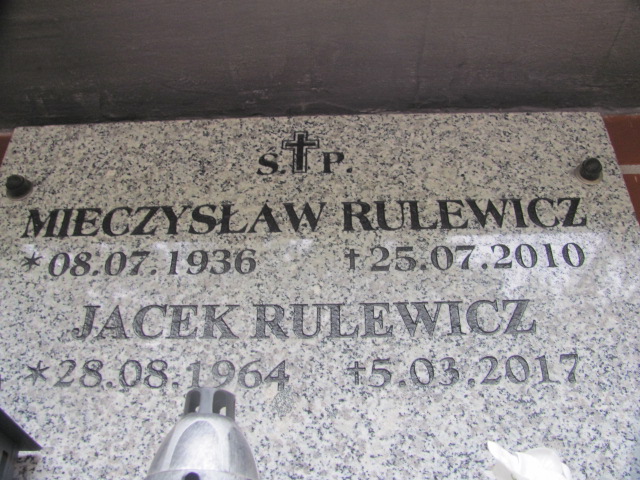 Ś.†P.
MIECZYSŁAW RULEWICZ
*08.07.1936 †25.07.2010
JACEK RULEWICZ
*28.08.1964 †5.03.2017